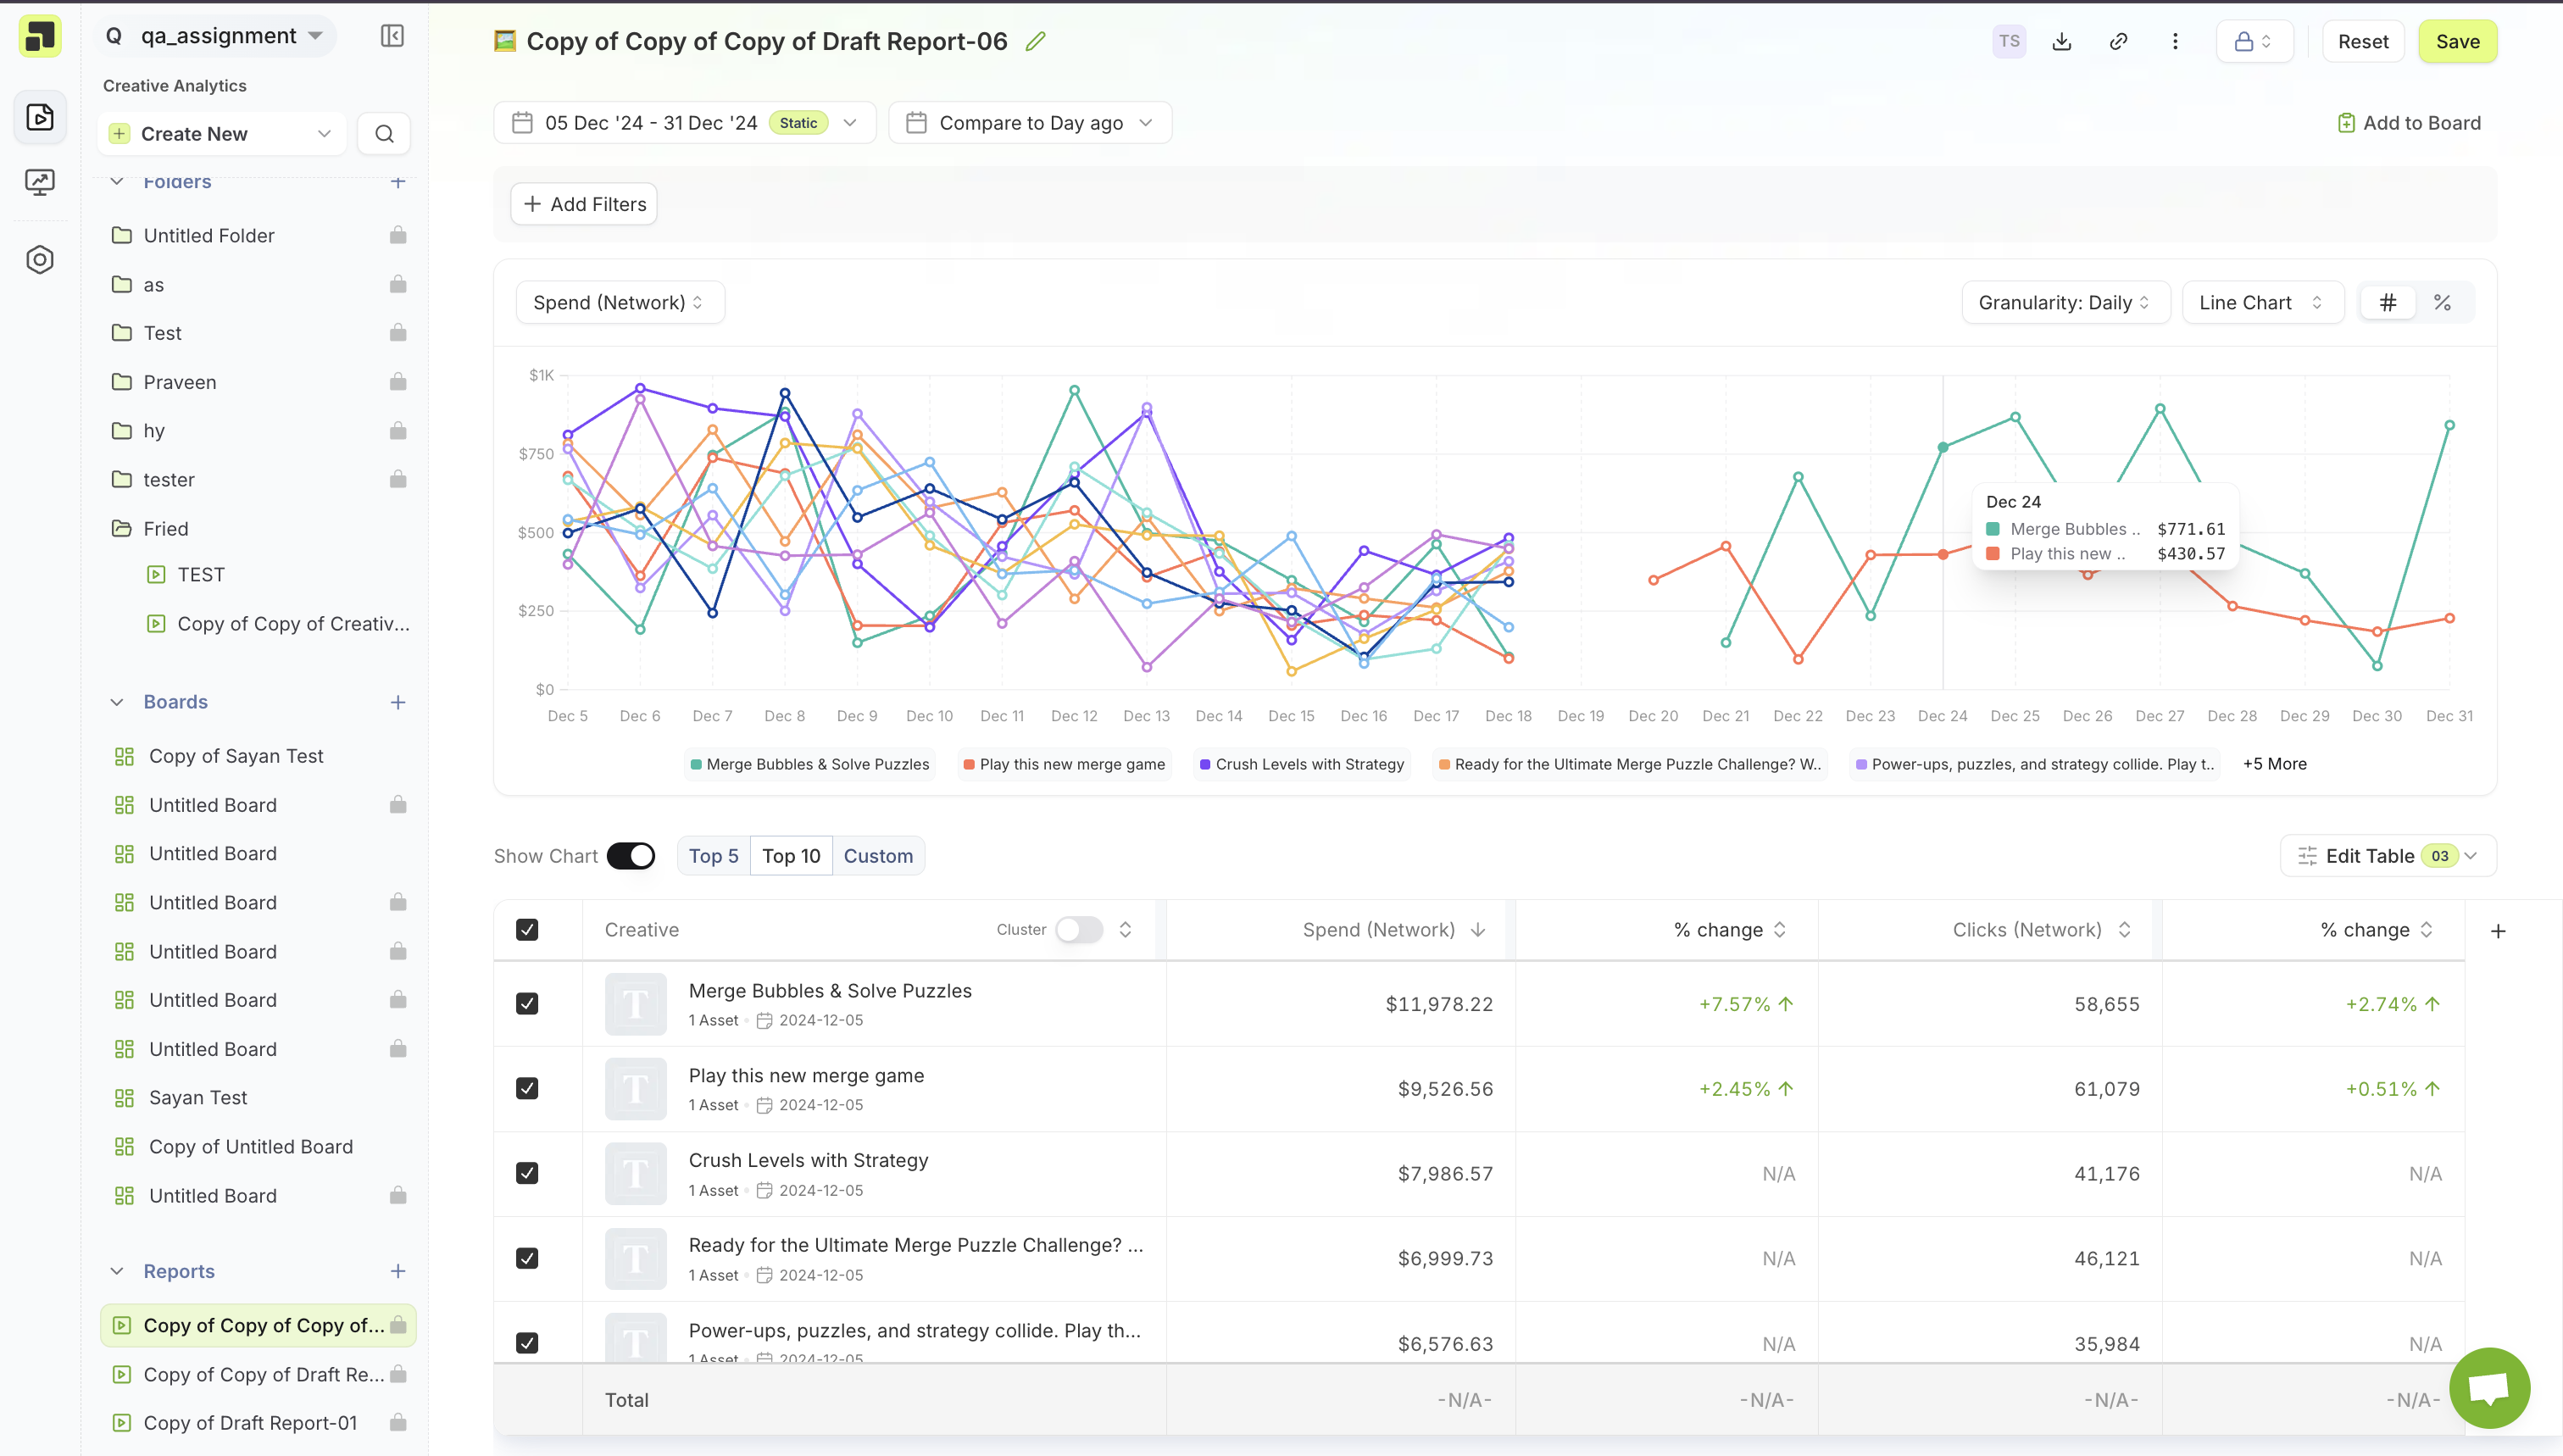 Q qa_assignment
Creative Analytics
Create New
Folders
Untitled Folder
as
Test
Praveen
hy
tester
Fried
TEST
Copy of Copy of Creativ...
Boards
Copy of Sayan Test
Untitled Board
Untitled Board
Untitled Board
Untitled Board
Untitled Board
Untitled Board
Sayan Test
Copy of Untitled Board
Untitled Board
Reports
Copy of Copy of Copy of...
Copy of Copy of Draft Re...
Copy of Draft Report-01
Copy of Copy of Copy of Draft Report-06
TS
Reset
Save
05 Dec '24 - 31 Dec '24 Static
Compare to Day ago
Add to Board
Add Filters
Spend (Network)
Granularity: Daily
Line Chart
# %
$1K
$750
$500
$250
$0
Dec 5 Dec 6 Dec 7 Dec 8 Dec 9 Dec 10 Dec 11 Dec 12 Dec 13 Dec 14 Dec 15 Dec 16 Dec 17 Dec 18 Dec 19 Dec 20 Dec 21 Dec 22 Dec 23 Dec 24 Dec 25 Dec 26 Dec 27 Dec 28 Dec 29 Dec 30 Dec 31
Dec 24
Merge Bubbles .. $771.61
Play this new .. $430.57
Merge Bubbles & Solve Puzzles Play this new merge game Crush Levels with Strategy Ready for the Ultimate Merge Puzzle Challenge? W.. Power-ups, puzzles, and strategy collide. Play t.. +5 More
Show Chart Top 5 Top 10 Custom
Edit Table 03
Creative Cluster Spend (Network) % change Clicks (Network) % change +
Merge Bubbles & Solve Puzzles
1 Asset 2024-12-05
$11,978.22 +7.57% 58,655 +2.74%
Play this new merge game
1 Asset 2024-12-05
$9,526.56 +2.45% 61,079 +0.51%
Crush Levels with Strategy
1 Asset 2024-12-05
$7,986.57 N/A 41,176 N/A
Ready for the Ultimate Merge Puzzle Challenge? ...
1 Asset 2024-12-05
$6,999.73 N/A 46,121 N/A
Power-ups, puzzles, and strategy collide. Play th...
1 Asset 2024-12-05
$6,576.63 N/A 35,984 N/A
Total -N/A- -N/A- -N/A- -N/A-